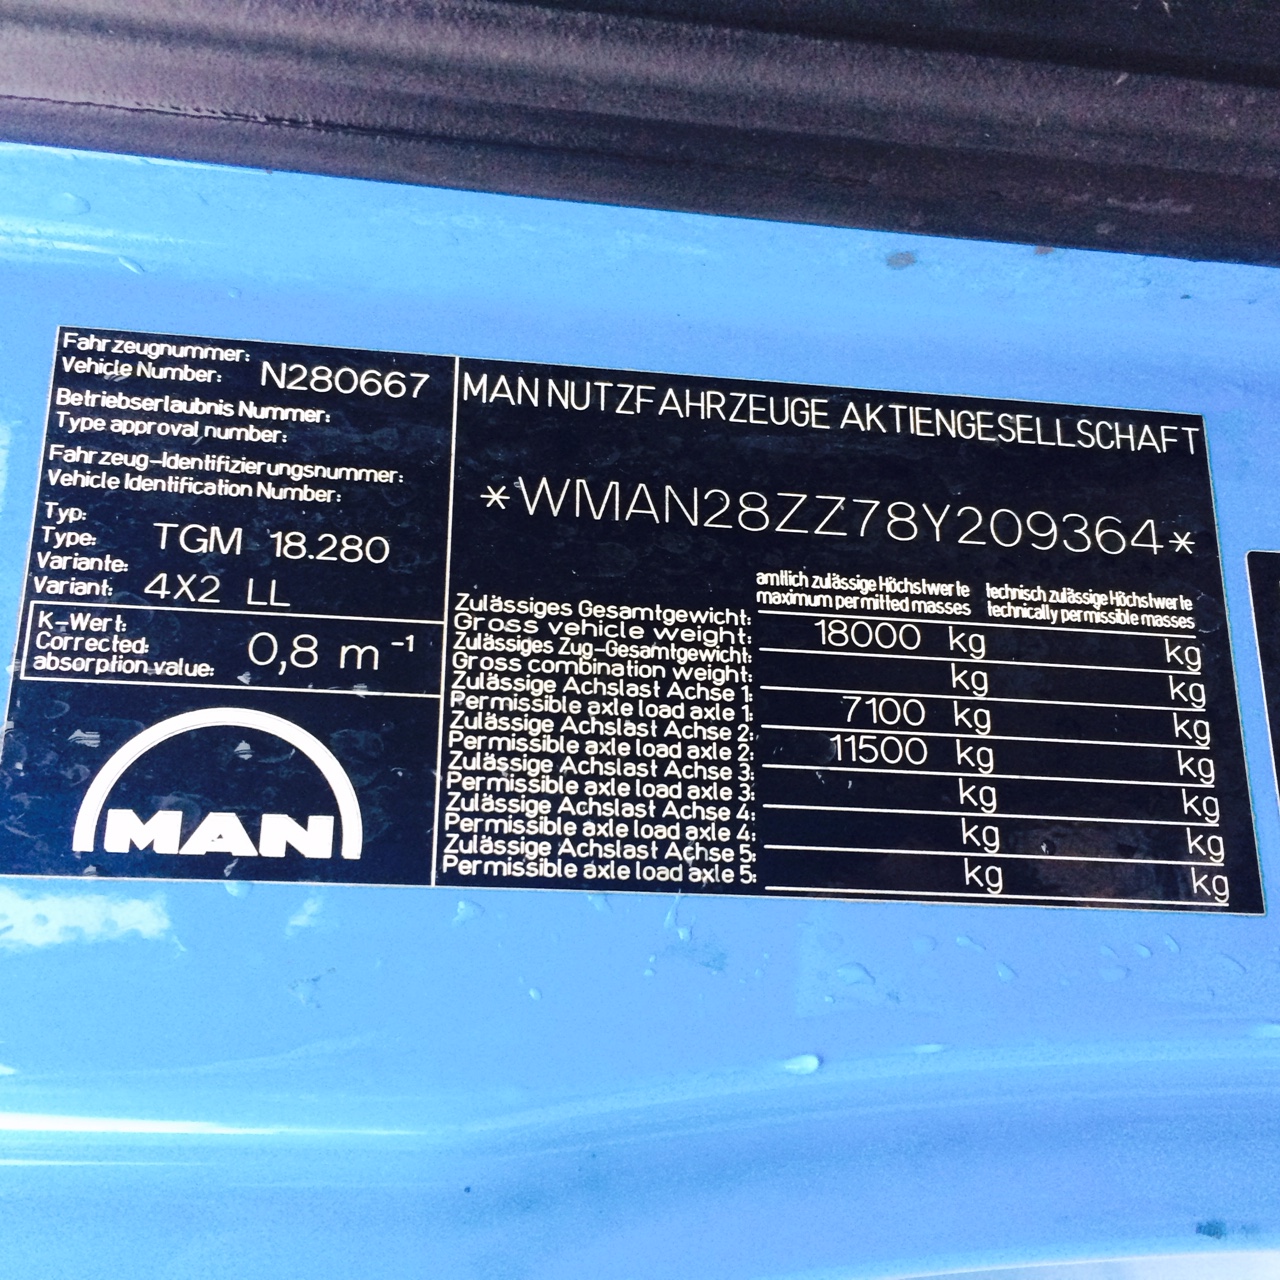 Fahrzeugnummer:
Vehicle Number: N280667
Betriebserlaubnis Nummer:
Type approval number:
Fahrzeug-Identifizierungsnummer:
Vehicle Identification Number:
Typ:
Type: TGM 18.280
Variante:
Variant: 4X2 LL
K-Wert:
Corrected:
absorption value: 0,8 m⁻¹
MAN
MAN NUTZFAHRZEUGE AKTIENGESELLSCHAFT
*WMAN28ZZ78Y209364*
amtlich zulässige Höchstwerte technisch zulässige Höchstwerte
maximum permitted masses technically permissible masses
Zulässiges Gesamtgewicht:
Gross vehicle weight: 18000 kg kg
Zulässiges Zug-Gesamtgewicht:
Gross combination weight: kg kg
Zulässige Achslast Achse 1:
Permissible axle load axle 1: 7100 kg kg
Zulässige Achslast Achse 2:
Permissible axle load axle 2: 11500 kg kg
Zulässige Achslast Achse 3:
Permissible axle load axle 3: kg kg
Zulässige Achslast Achse 4:
Permissible axle load axle 4: kg kg
Zulässige Achslast Achse 5:
Permissible axle load axle 5: kg kg